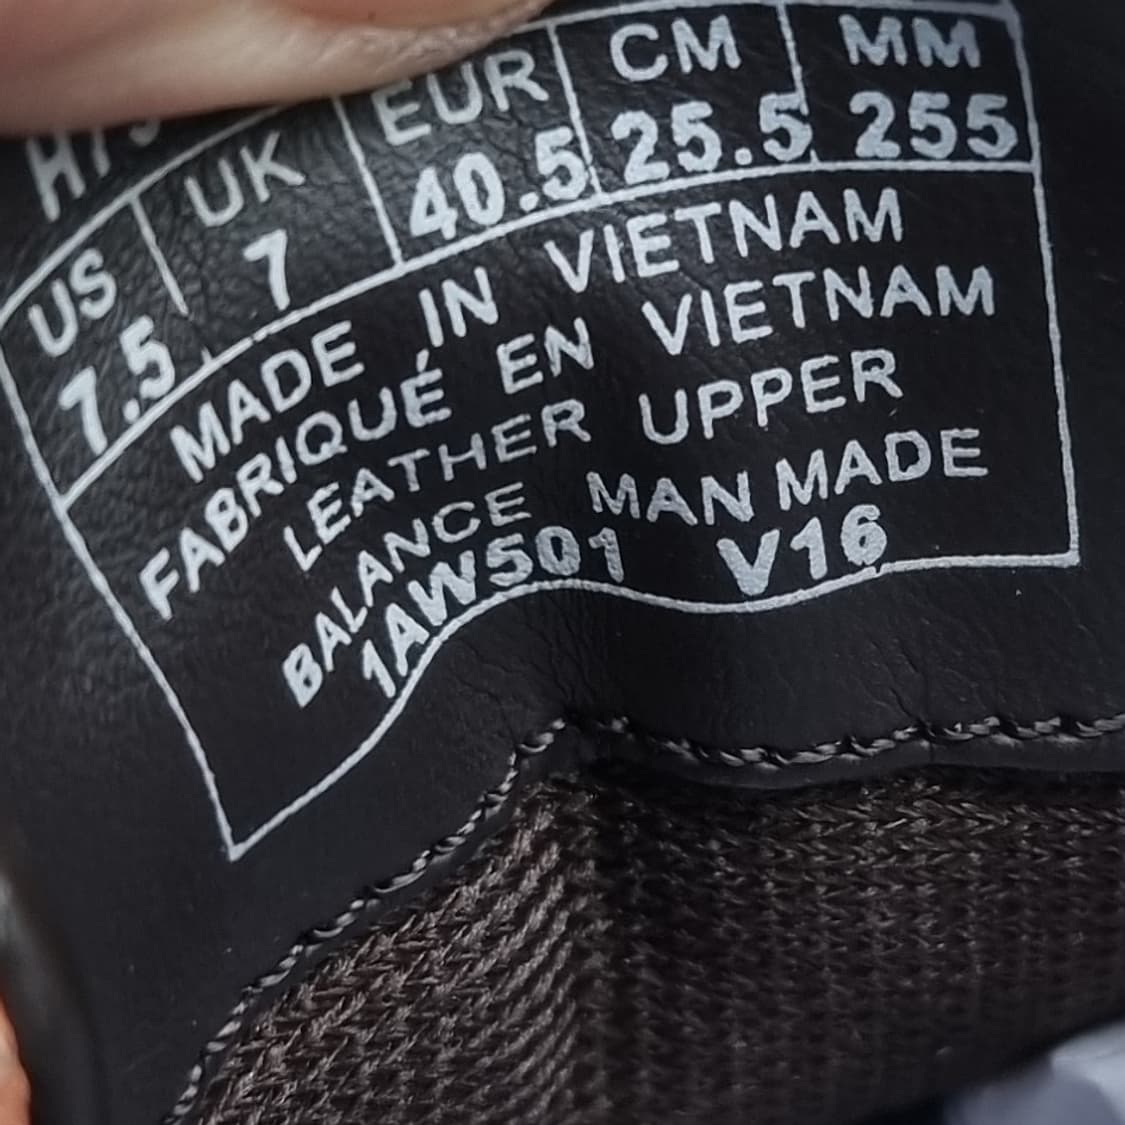 US UK EUR CM MM
7.5 7 40.5 25.5 255
MADE IN VIETNAM
FABRIQUÉ EN VIETNAM
LEATHER UPPER
BALANCE MAN MADE
1AW501 V16